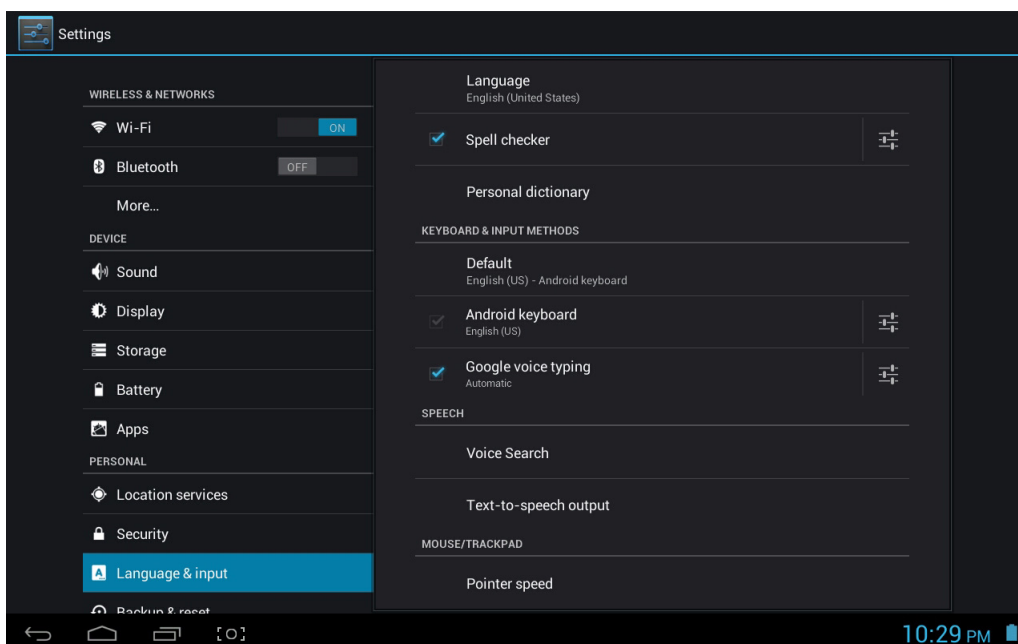 Settings
WIRELESS & NETWORKS
Wi-Fi
ON
Bluetooth
OFF
More...
DEVICE
Sound
Display
Storage
Battery
Apps
PERSONAL
Location services
Security
Language & input
Backup & reset
Language
English (United States)
Spell checker
Personal dictionary
KEYBOARD & INPUT METHODS
Default
English (US) - Android keyboard
Android keyboard
English (US)
Google voice typing
Automatic
SPEECH
Voice Search
Text-to-speech output
MOUSE/TRACKPAD
Pointer speed
10:29 PM